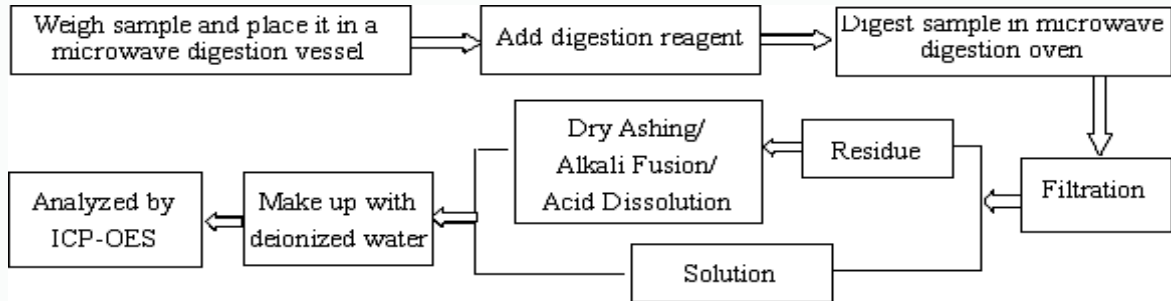 Weigh sample and place it in a
microwave digestion vessel
Add digestion reagent
Digest sample in microwave
digestion oven
Filtration
Residue
Solution
Dry Ashing/
Alkali Fusion/
Acid Dissolution
Make up with
deionized water
Analyzed by
ICP-OES